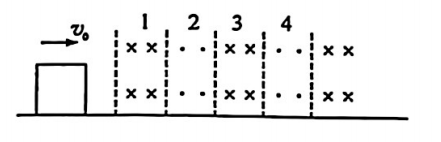 1 2 3 4
v₀
× × · · × × · · × ×
× × · · × × · · × ×